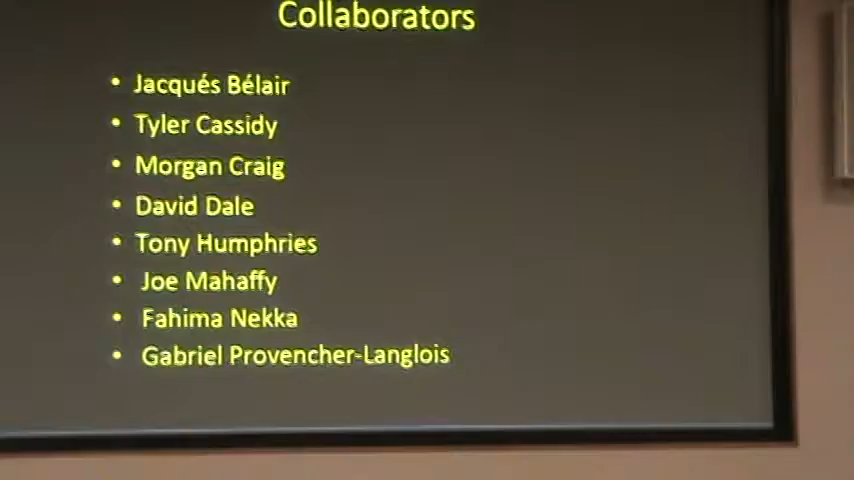 Collaborators
• Jacqués Bélair
• Tyler Cassidy
• Morgan Craig
• David Dale
• Tony Humphries
• Joe Mahaffy
• Fahima Nekka
• Gabriel Provencher-Langlois